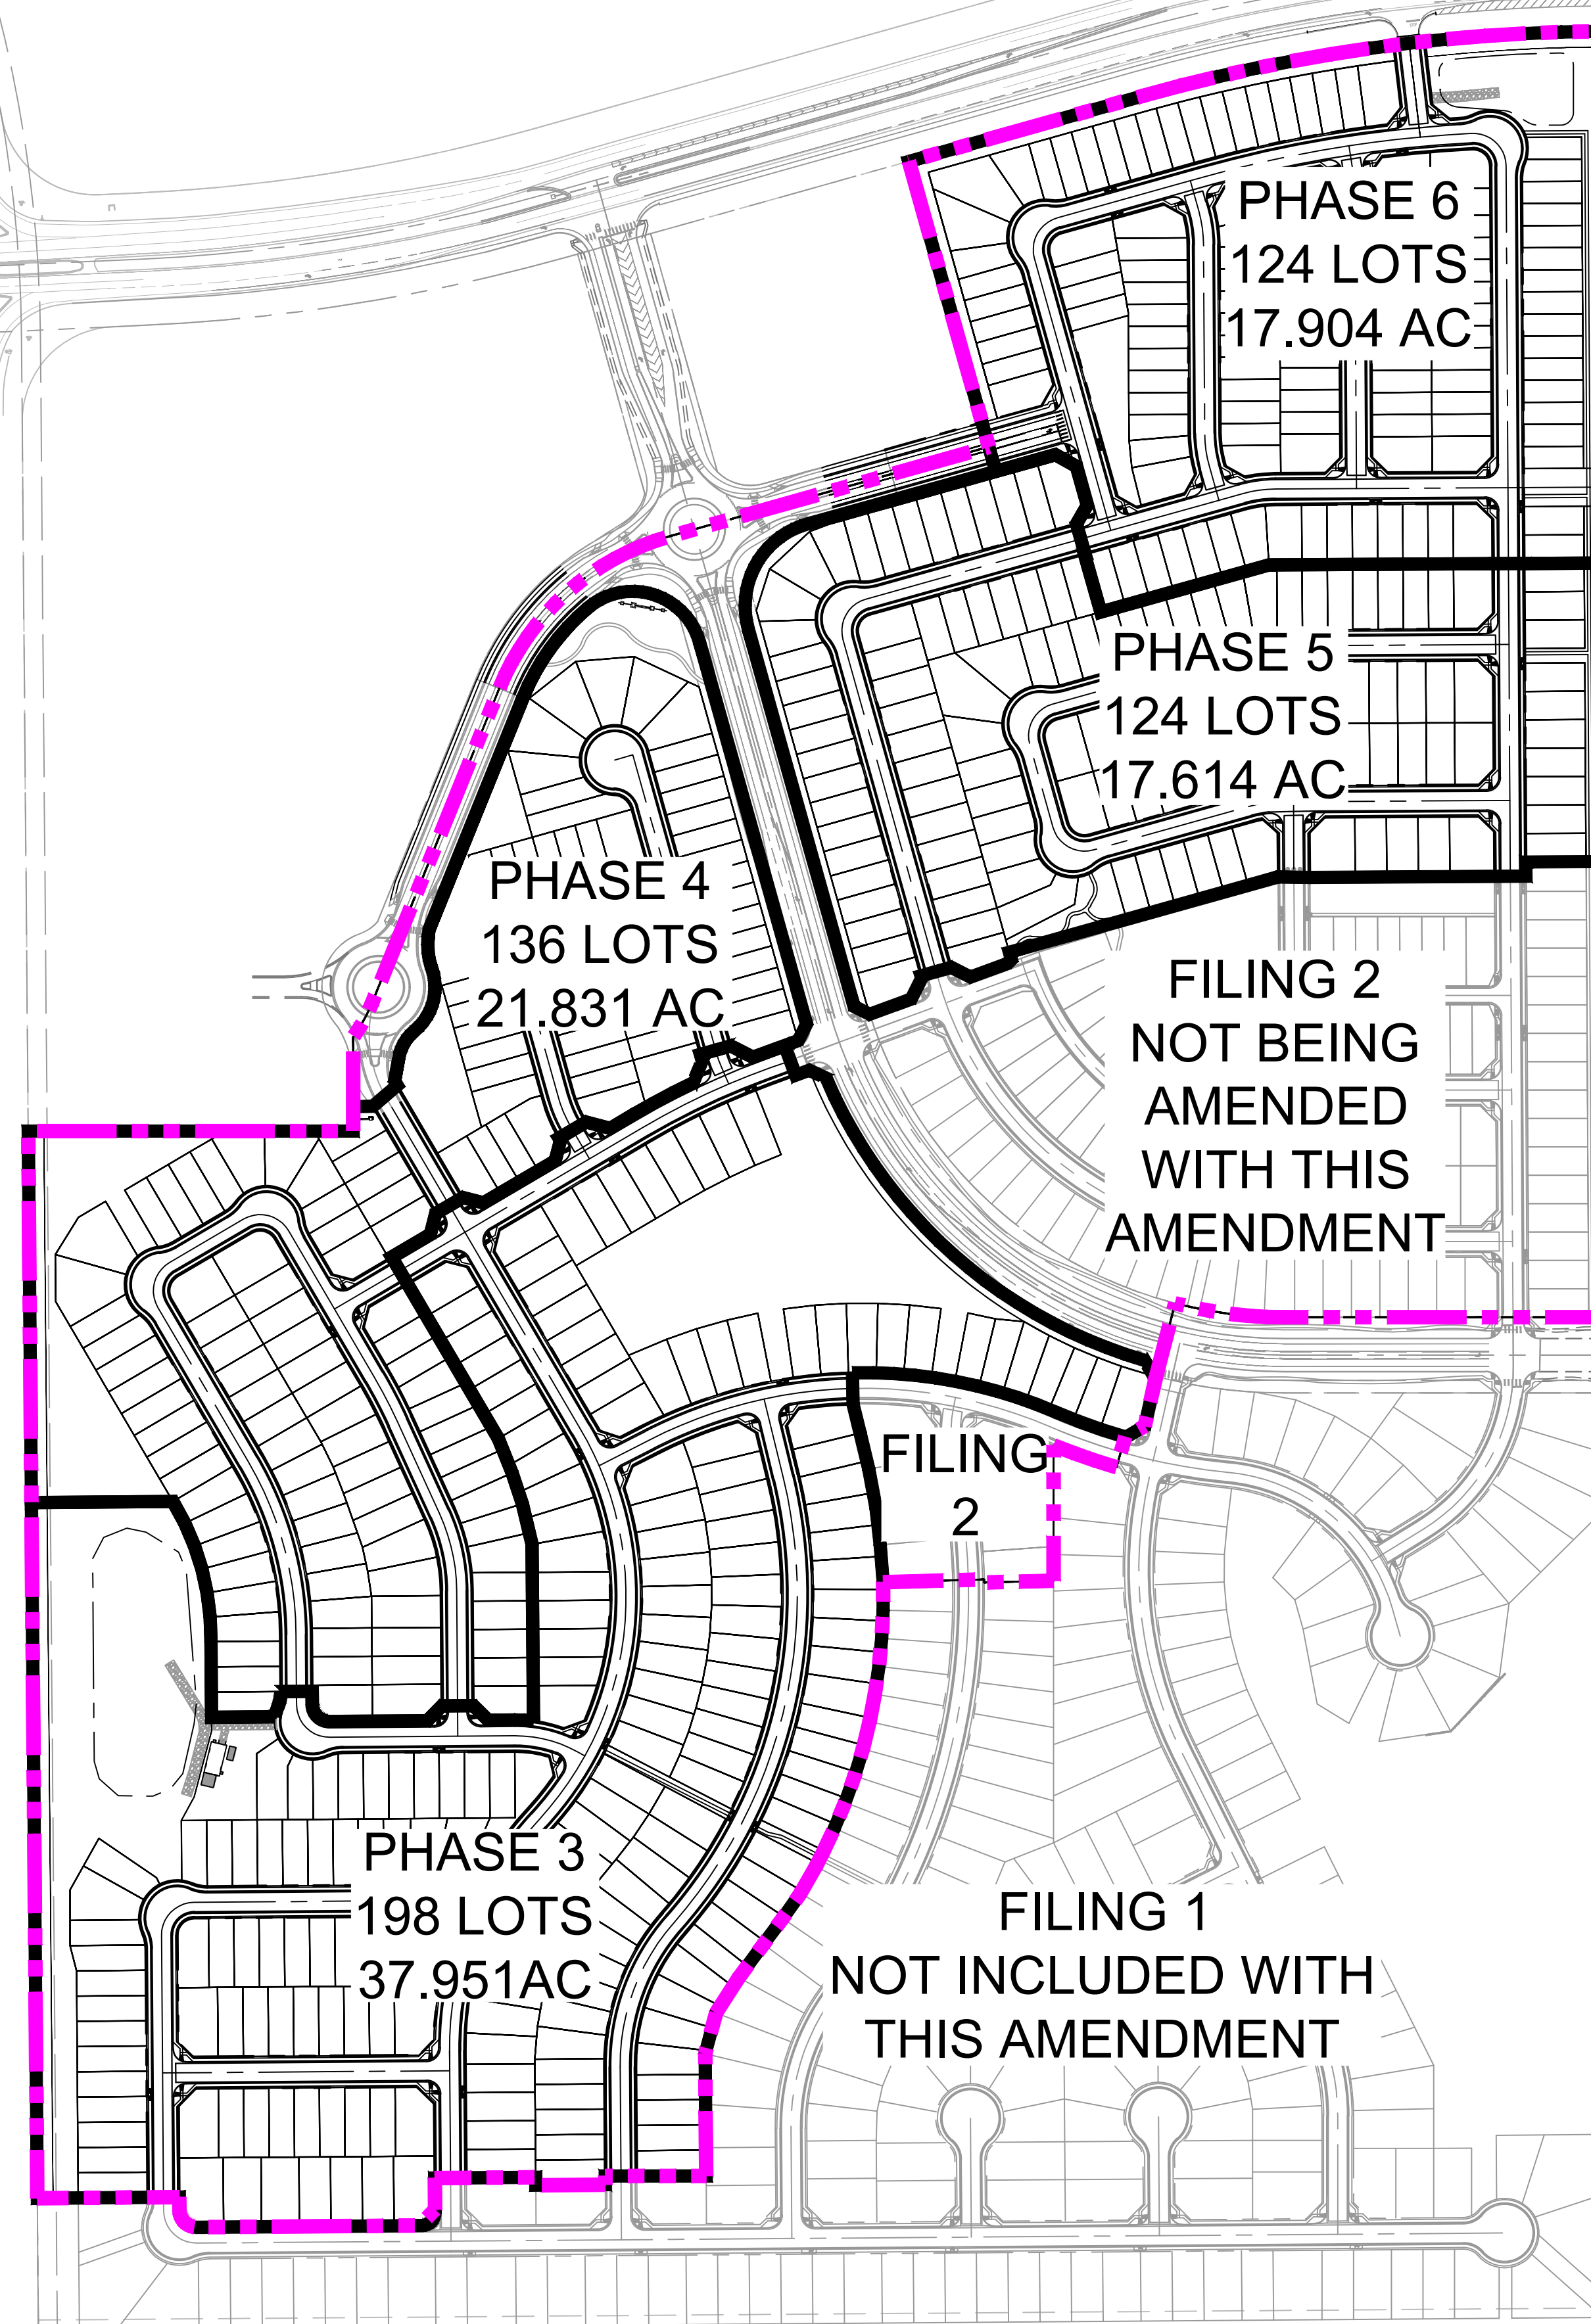 PHASE 6
124 LOTS
17.904 AC
PHASE 5
124 LOTS
17.614 AC
PHASE 4
136 LOTS
21.831 AC
FILING 2
NOT BEING
AMENDED
WITH THIS
AMENDMENT
FILING
2
PHASE 3
198 LOTS
37.951AC
FILING 1
NOT INCLUDED WITH
THIS AMENDMENT